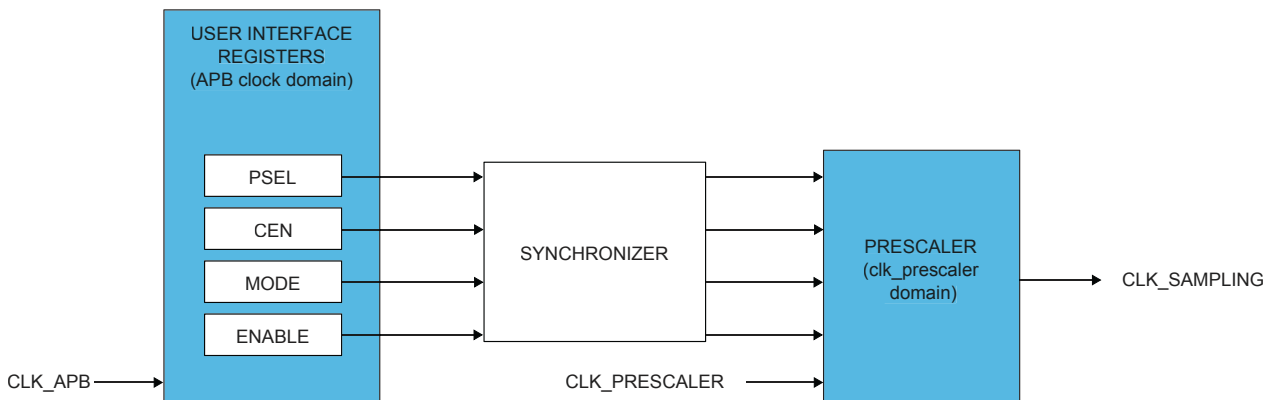 USER INTERFACE
REGISTERS
(APB clock domain)
PSEL
CEN
MODE
ENABLE
CLK_APB
SYNCHRONIZER
CLK_PRESCALER
PRESCALER
(clk_prescaler
domain)
CLK_SAMPLING